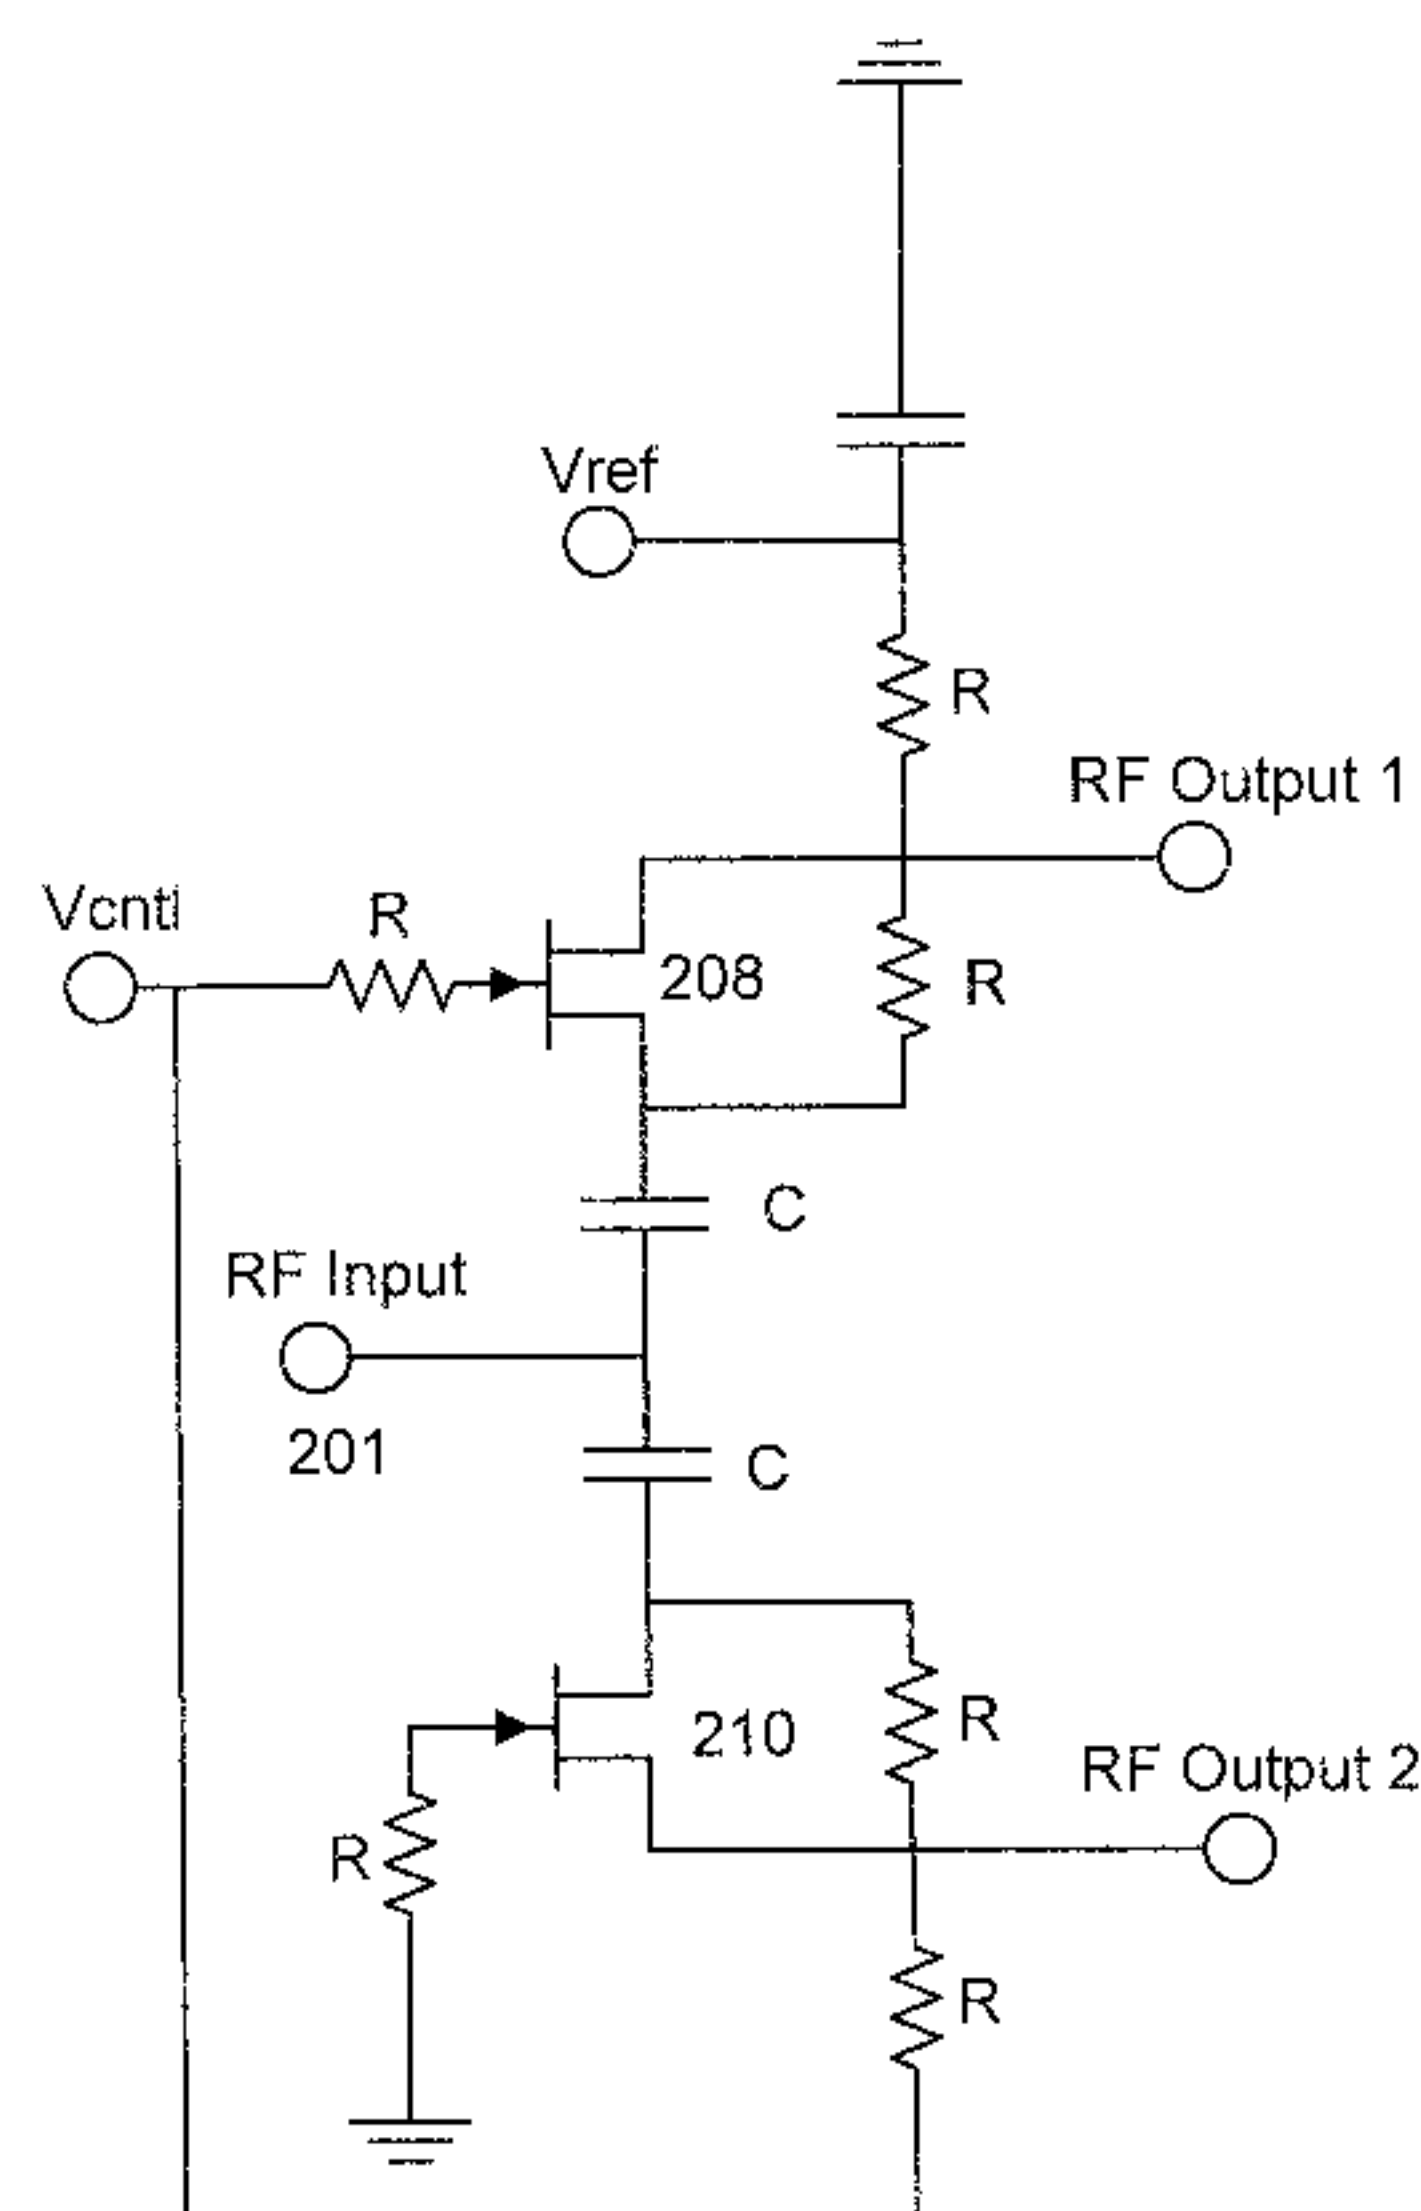 Vref
R
RF Output 1
Vcntl
R
208
R
C
RF Input
201
C
210
R
RF Output 2
R
R